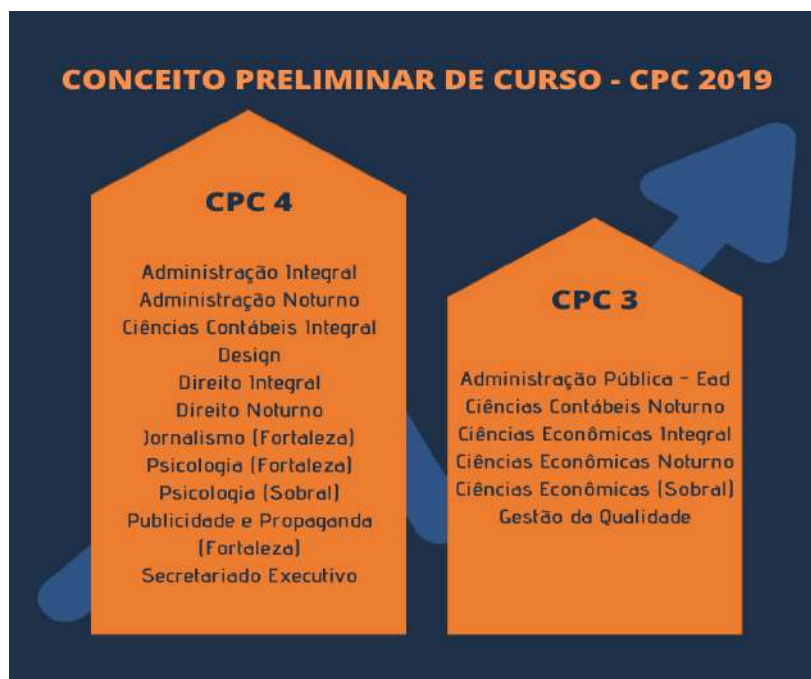 CONCEITO PRELIMINAR DE CURSO - CPC 2019
CPC 4
Administração Integral
Administração Noturno
Ciências Contábeis Integral
Design
Direito Integral
Direito Noturno
Jornalismo (Fortaleza)
Psicologia (Fortaleza)
Psicologia (Sobral)
Publicidade e Propaganda
(Fortaleza)
Secretariado Executivo
CPC 3
Administração Pública - Ead
Ciências Contábeis Noturno
Ciências Econômicas Integral
Ciências Econômicas Noturno
Ciências Econômicas (Sobral)
Gestão da Qualidade